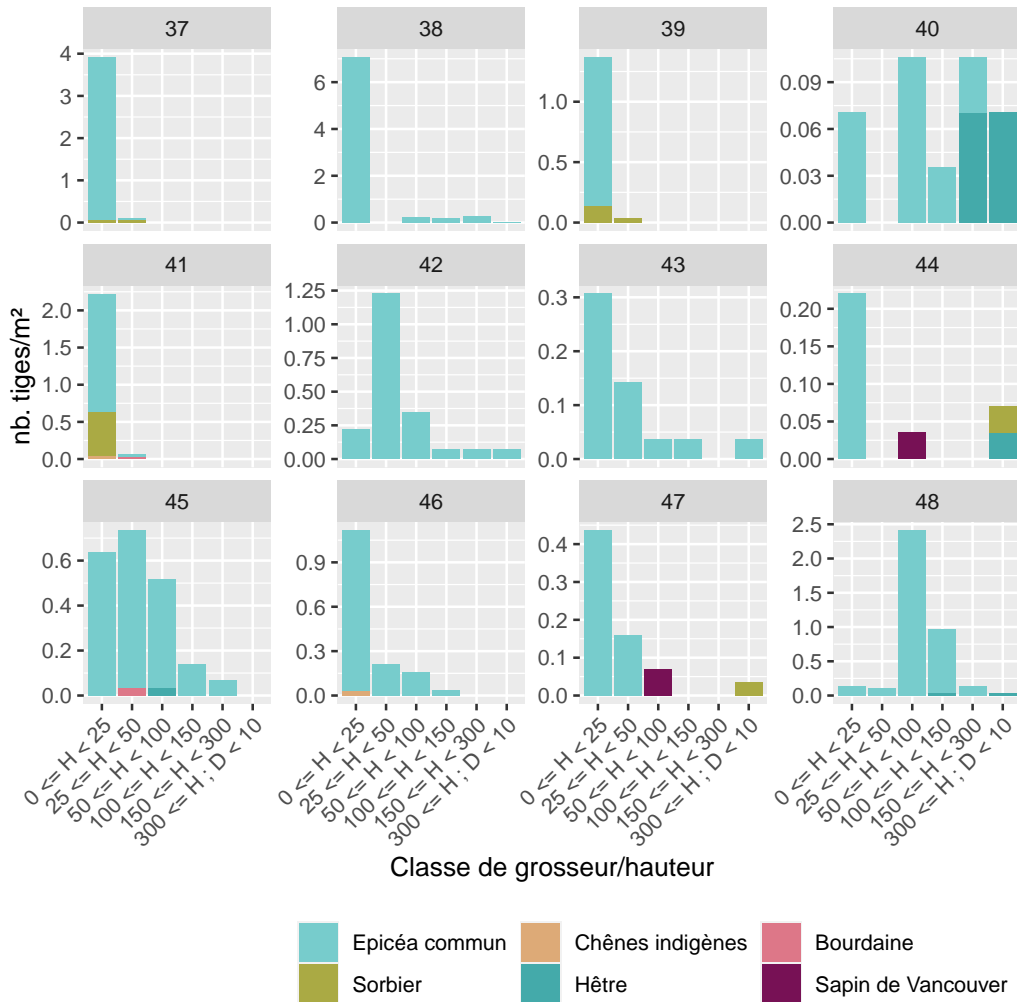 37
38
39
40
4
3
2
1
0
6
4
2
0
1.0
0.5
0.0
0.09
0.06
0.03
0.00
41
42
43
44
2.0
1.5
1.0
0.5
0.0
1.25
1.00
0.75
0.50
0.25
0.00
0.3
0.2
0.1
0.0
0.20
0.15
0.10
0.05
0.00
nb. tiges/m²
45
46
47
48
0.6
0.4
0.2
0.0
0.9
0.6
0.3
0.0
0.4
0.3
0.2
0.1
0.0
2.5
2.0
1.5
1.0
0.5
0.0
0 <= H < 25
25 <= H < 50
50 <= H < 100
100 <= H < 150
150 <= H < 300
300 <= H ; D < 10
0 <= H < 25
25 <= H < 50
50 <= H < 100
100 <= H < 150
150 <= H < 300
300 <= H ; D < 10
0 <= H < 25
25 <= H < 50
50 <= H < 100
100 <= H < 150
150 <= H < 300
300 <= H ; D < 10
0 <= H < 25
25 <= H < 50
50 <= H < 100
100 <= H < 150
150 <= H < 300
300 <= H ; D < 10
Classe de grosseur/hauteur
Epicéa commun
Chênes indigènes
Bourdaine
Sorbier
Hêtre
Sapin de Vancouver